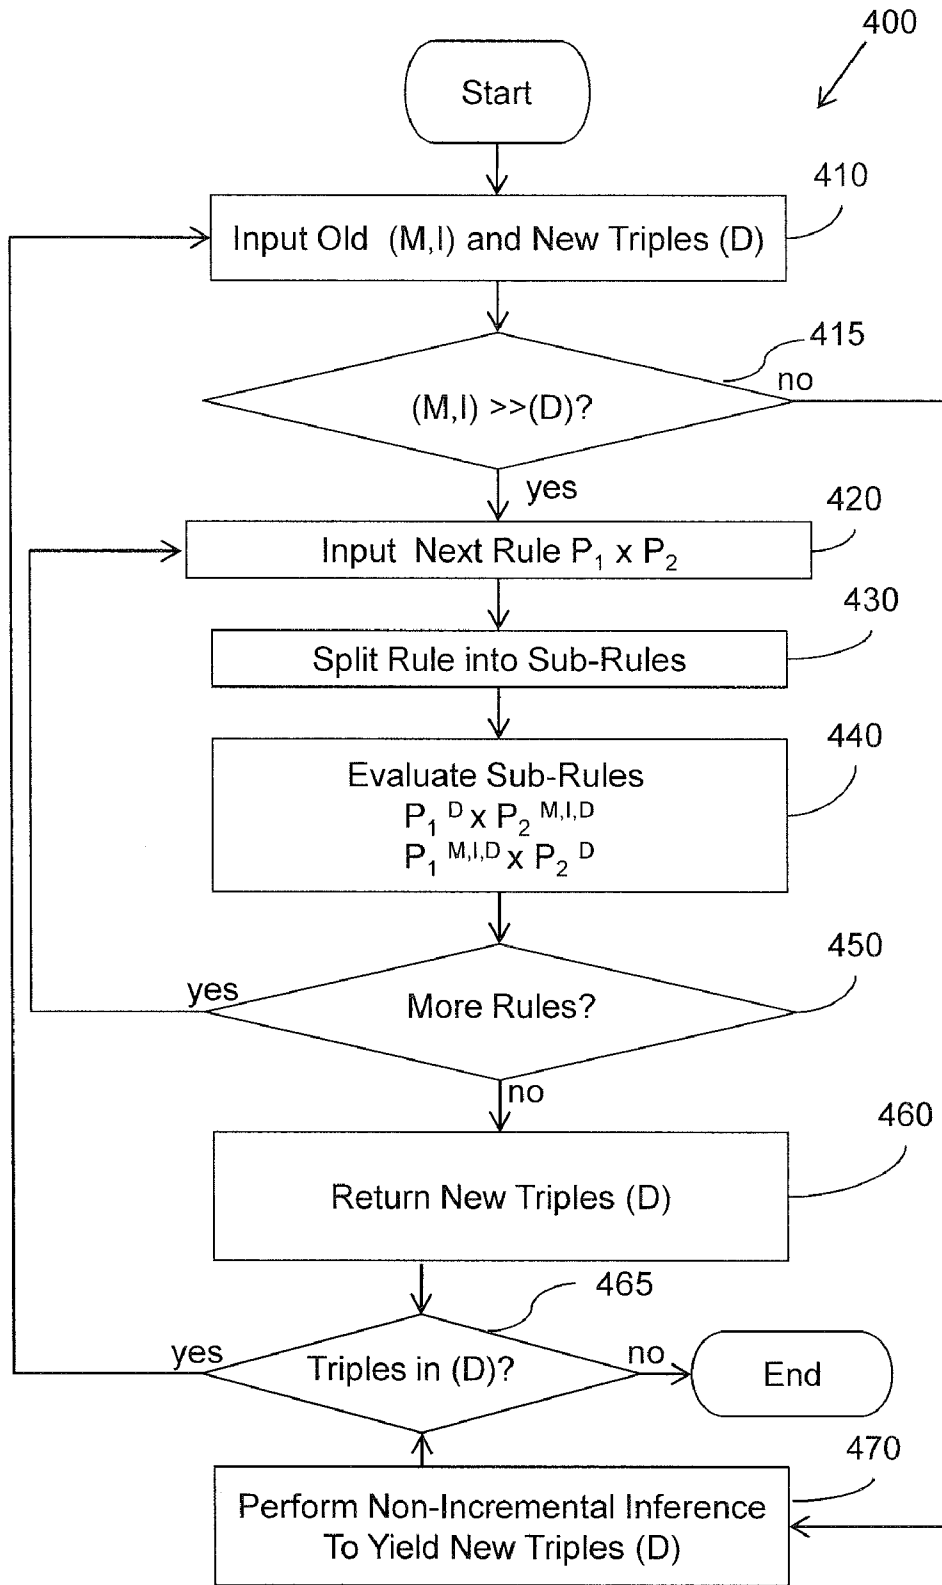 400
Start
410
Input Old (M,I) and New Triples (D)
415
(M,I) >>(D)?
no
yes
420
Input Next Rule P₁ x P₂
430
Split Rule into Sub-Rules
440
Evaluate Sub-Rules
P₁ ᴰ x P₂ ᴹ,ᴵ,ᴰ
P₁ ᴹ,ᴵ,ᴰ x P₂ ᴰ
450
yes
More Rules?
no
460
Return New Triples (D)
465
yes
Triples in (D)?
no
End
470
Perform Non-Incremental Inference
To Yield New Triples (D)